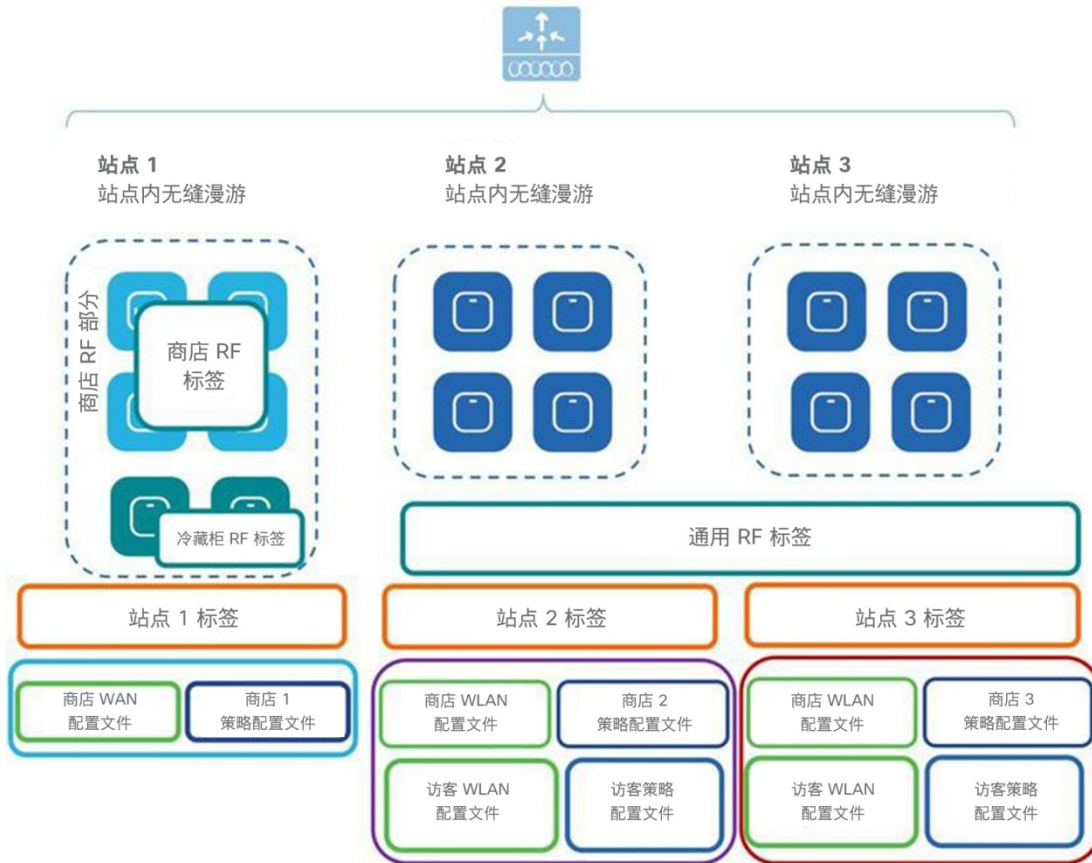 站点 1
站点内无缝漫游
站点 2
站点内无缝漫游
站点 3
站点内无缝漫游
商店 RF 部分
商店 RF
标签
冷藏柜 RF 标签
通用 RF 标签
站点 1 标签
站点 2 标签
站点 3 标签
商店 WAN
配置文件
商店 1
策略配置文件
商店 WLAN
配置文件
商店 2
策略配置文件
商店 WLAN
配置文件
商店 3
策略配置文件
访客 WLAN
配置文件
访客策略
配置文件
访客 WLAN
配置文件
访客策略
配置文件